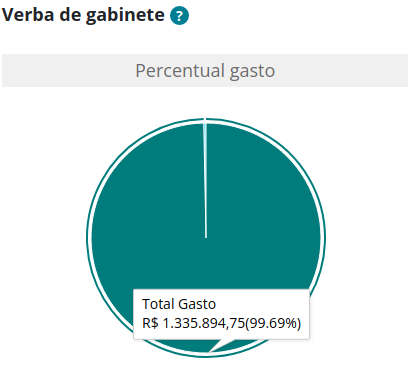 Verba de gabinete ?
Percentual gasto
Total Gasto
R$ 1.335.894,75(99.69%)